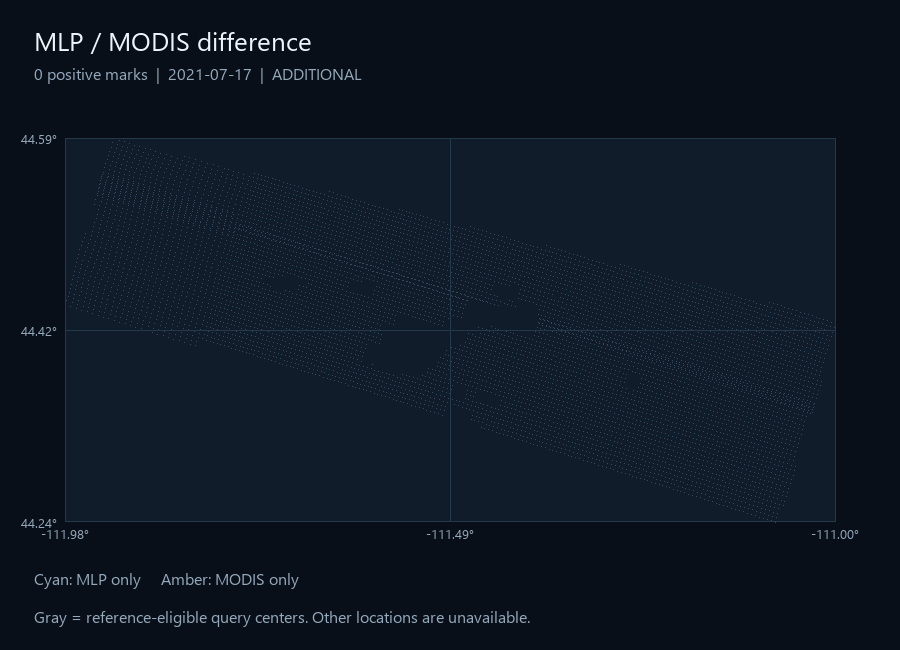 MLP / MODIS difference
0 positive marks | 2021-07-17 | ADDITIONAL
44.59°
44.42°
44.24°
-111.98° -111.49° -111.00°
Cyan: MLP only Amber: MODIS only
Gray = reference-eligible query centers. Other locations are unavailable.